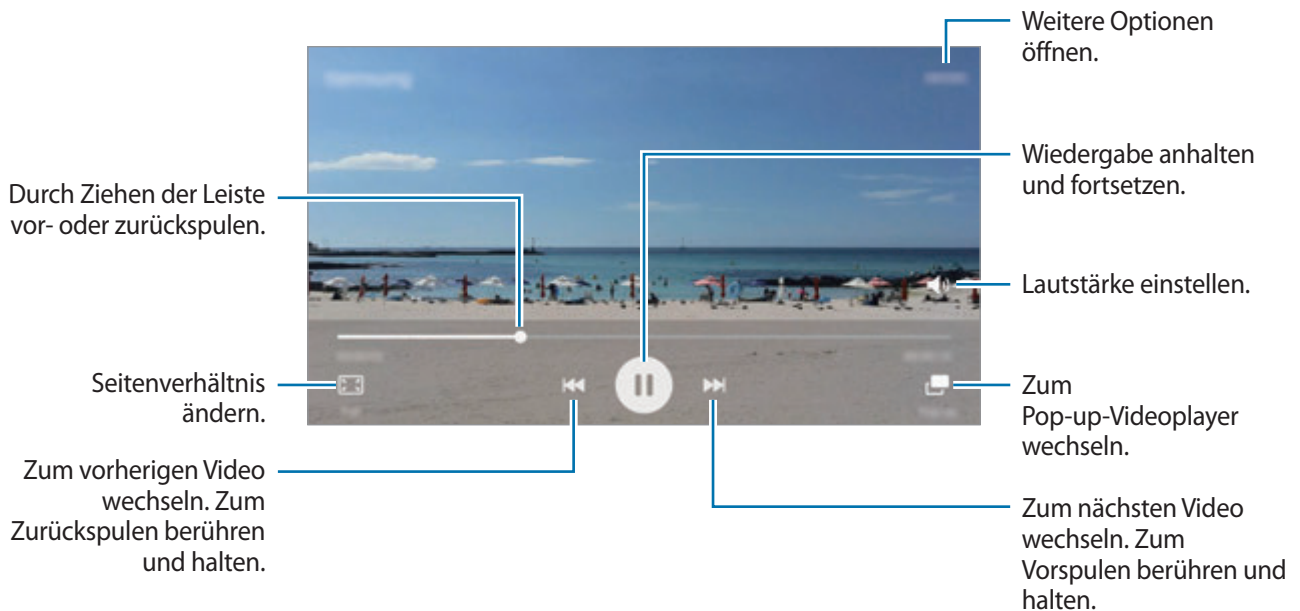 Weitere Optionen
öffnen.
Wiedergabe anhalten
und fortsetzen.
Durch Ziehen der Leiste
vor- oder zurückspulen.
Lautstärke einstellen.
Seitenverhältnis
ändern.
Zum
Pop-up-Videoplayer
wechseln.
Zum vorherigen Video
wechseln. Zum
Zurückspulen berühren
und halten.
Zum nächsten Video
wechseln. Zum
Vorspulen berühren und
halten.